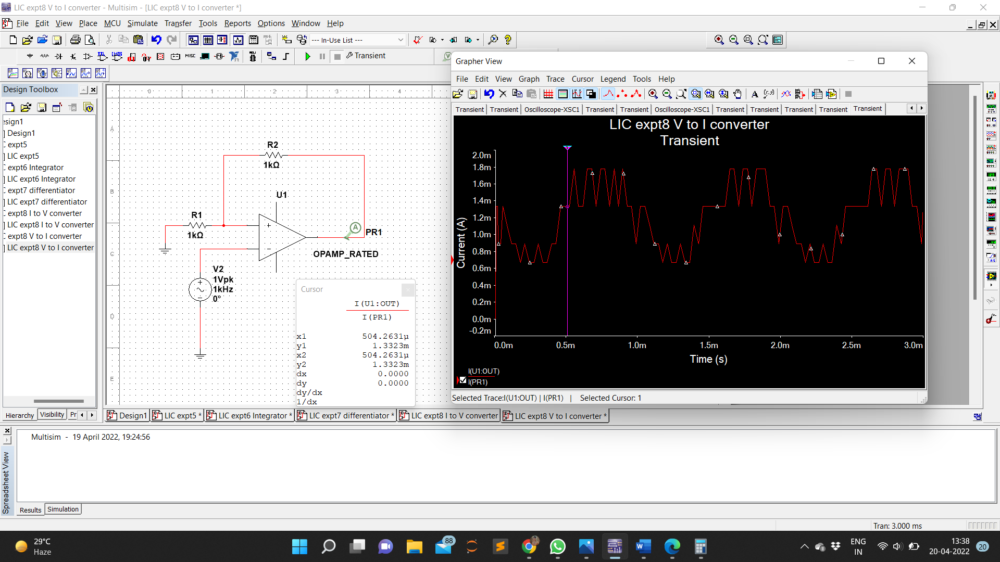 LIC expt8 V to I converter - Multisim - [LIC expt8 V to I converter *]
File Edit View Place MCU Simulate Transfer Tools Reports Options Window Help
--- In-Use List ---
MISC
Transient
Design Toolbox
esign1
Design1
C expt5
LIC expt5
C expt6 Integrator
LIC expt6 Integrator
C expt7 differentiator
LIC expt7 differentiator
C expt8 I to V converter
LIC expt8 I to V converter
C expt8 V to I converter
LIC expt8 V to I converter
Hierarchy Visibility Pr
0 1 2 3 4
A
B
C
D
E
R2
1kΩ
U1
R1
1kΩ
A
PR1
OPAMP_RATED
V2
1Vpk
1kHz
0°
Cursor
I(U1:OUT)
I(PR1)
x1 504.2631µ
y1 1.3323m
x2 504.2631µ
y2 1.3323m
dx 0.0000
dy 0.0000
dy/dx
1/dx
Grapher View
File Edit View Graph Trace Cursor Legend Tools Help
Transient Transient Oscilloscope-XSC1 Transient Transient Oscilloscope-XSC1 Transient Transient Transient Transient Transient
LIC expt8 V to I converter
Transient
Current (A)
2.0m
1.8m
1.6m
1.4m
1.2m
1.0m
0.8m
0.6m
0.4m
0.2m
0.0m
-0.2m
0.0m 0.5m 1.0m 1.5m 2.0m 2.5m 3.0m
Time (s)
I(U1:OUT)
I(PR1)
Selected Trace:I(U1:OUT) | I(PR1) | Selected Cursor: 1
Design1 LIC expt5 * LIC expt6 Integrator * LIC expt7 differentiator * LIC expt8 I to V converter LIC expt8 V to I converter *
Spreadsheet View
Multisim - 19 April 2022, 19:24:56
Results Simulation
Tran: 3.000 ms
29°C
Haze
88
ENG
IN
13:38
20-04-2022
20